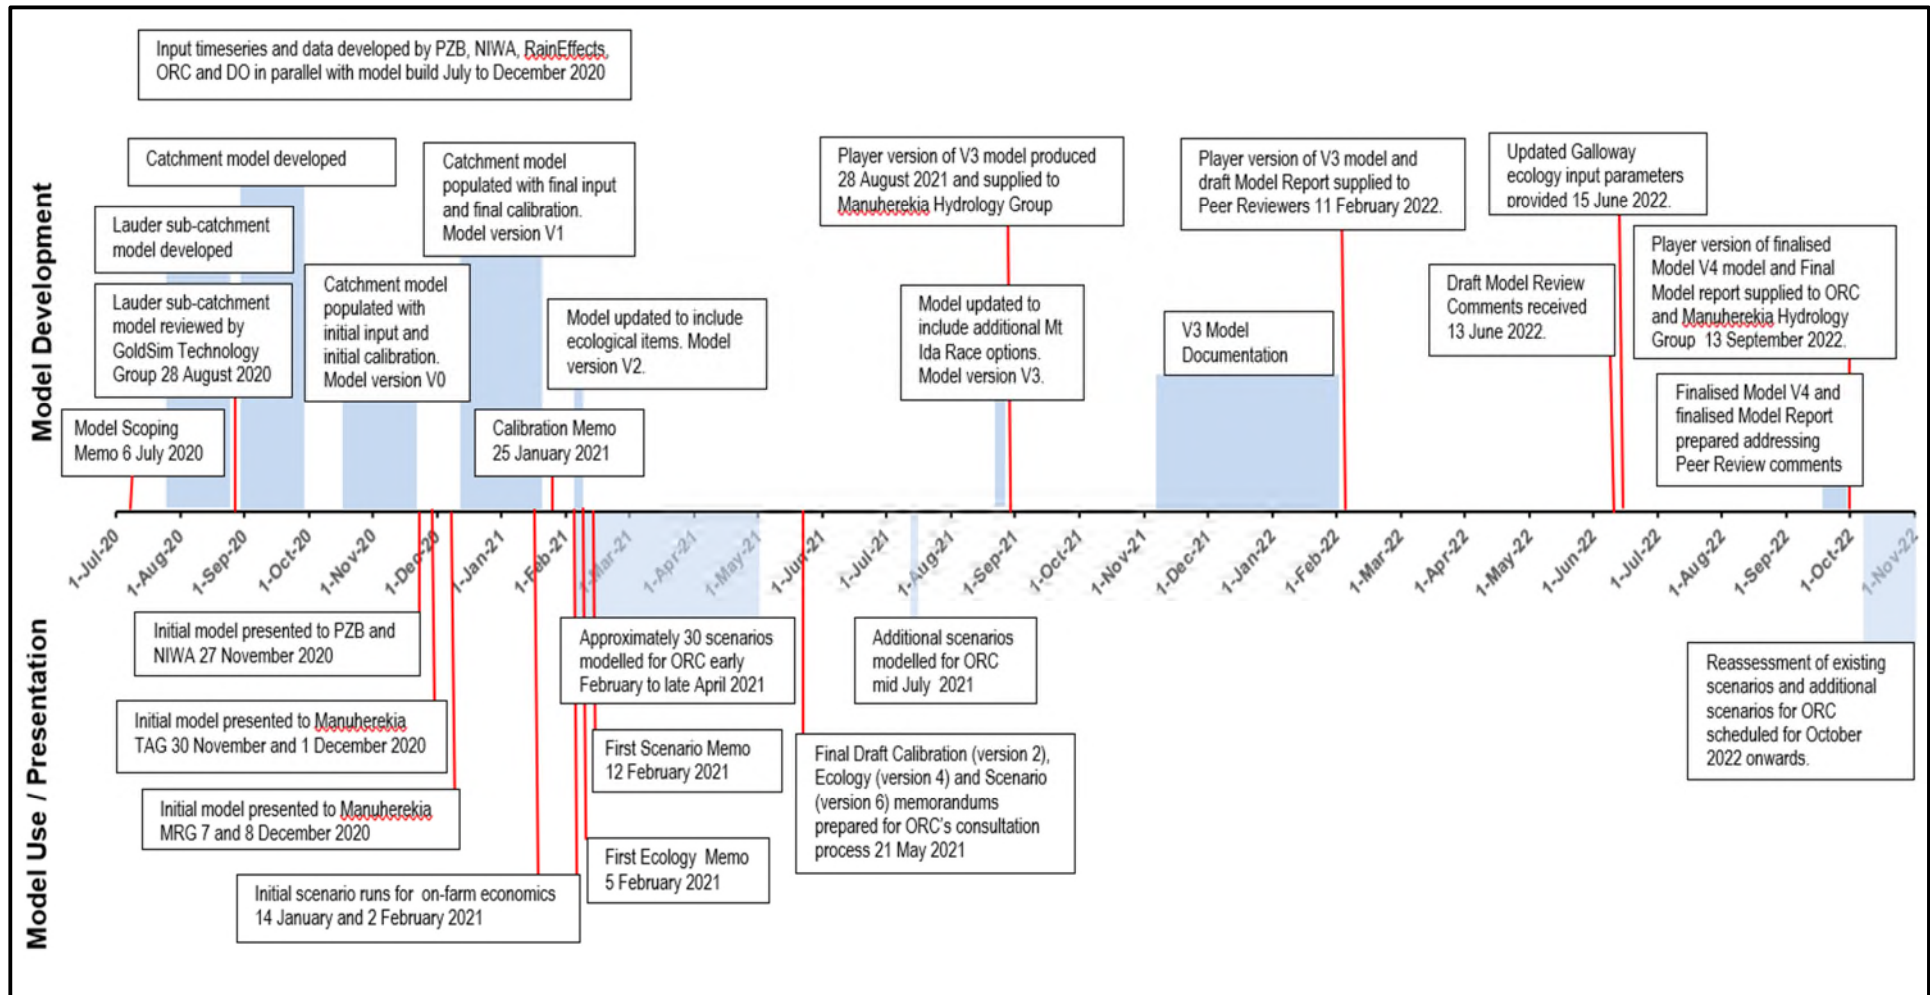 Input timeseries and data developed by PZB, NIWA, RainEffects,
ORC and DO in parallel with model build July to December 2020
Model Development
Catchment model developed
Lauder sub-catchment
model developed
Lauder sub-catchment
model reviewed by
GoldSim Technology
Group 28 August 2020
Model Scoping
Memo 6 July 2020
Catchment model
populated with
initial input and
initial calibration.
Model version V0
Catchment model
populated with final input
and final calibration.
Model version V1
Calibration Memo
25 January 2021
Model updated to include
ecological items. Model
version V2.
Player version of V3 model produced
28 August 2021 and supplied to
Manuherekia Hydrology Group
Model updated to
include additional Mt
Ida Race options.
Model version V3.
V3 Model
Documentation
Player version of V3 model and
draft Model Report supplied to
Peer Reviewers 11 February 2022.
Draft Model Review
Comments received
13 June 2022.
Updated Galloway
ecology input parameters
provided 15 June 2022.
Player version of finalised
Model V4 model and Final
Model report supplied to ORC
and Manuherekia Hydrology
Group 13 September 2022.
Finalised Model V4 and
finalised Model Report
prepared addressing
Peer Review comments
1-Jul-20
1-Aug-20
1-Sep-20
1-Oct-20
1-Nov-20
1-Dec-20
1-Jan-21
1-Feb-21
1-Mar-21
1-Apr-21
1-May-21
1-Jun-21
1-Jul-21
1-Aug-21
1-Sep-21
1-Oct-21
1-Nov-21
1-Dec-21
1-Jan-22
1-Feb-22
1-Mar-22
1-Apr-22
1-May-22
1-Jun-22
1-Jul-22
1-Aug-22
1-Sep-22
1-Oct-22
1-Nov-22
Model Use / Presentation
Initial model presented to PZB and
NIWA 27 November 2020
Initial model presented to Manuherekia
TAG 30 November and 1 December 2020
Initial model presented to Manuherekia
MRG 7 and 8 December 2020
Initial scenario runs for on-farm economics
14 January and 2 February 2021
Approximately 30 scenarios
modelled for ORC early
February to late April 2021
First Scenario Memo
12 February 2021
First Ecology Memo
5 February 2021
Additional scenarios
modelled for ORC
mid July 2021
Final Draft Calibration (version 2),
Ecology (version 4) and Scenario
(version 6) memorandums
prepared for ORC's consultation
process 21 May 2021
Reassessment of existing
scenarios and additional
scenarios for ORC
scheduled for October
2022 onwards.